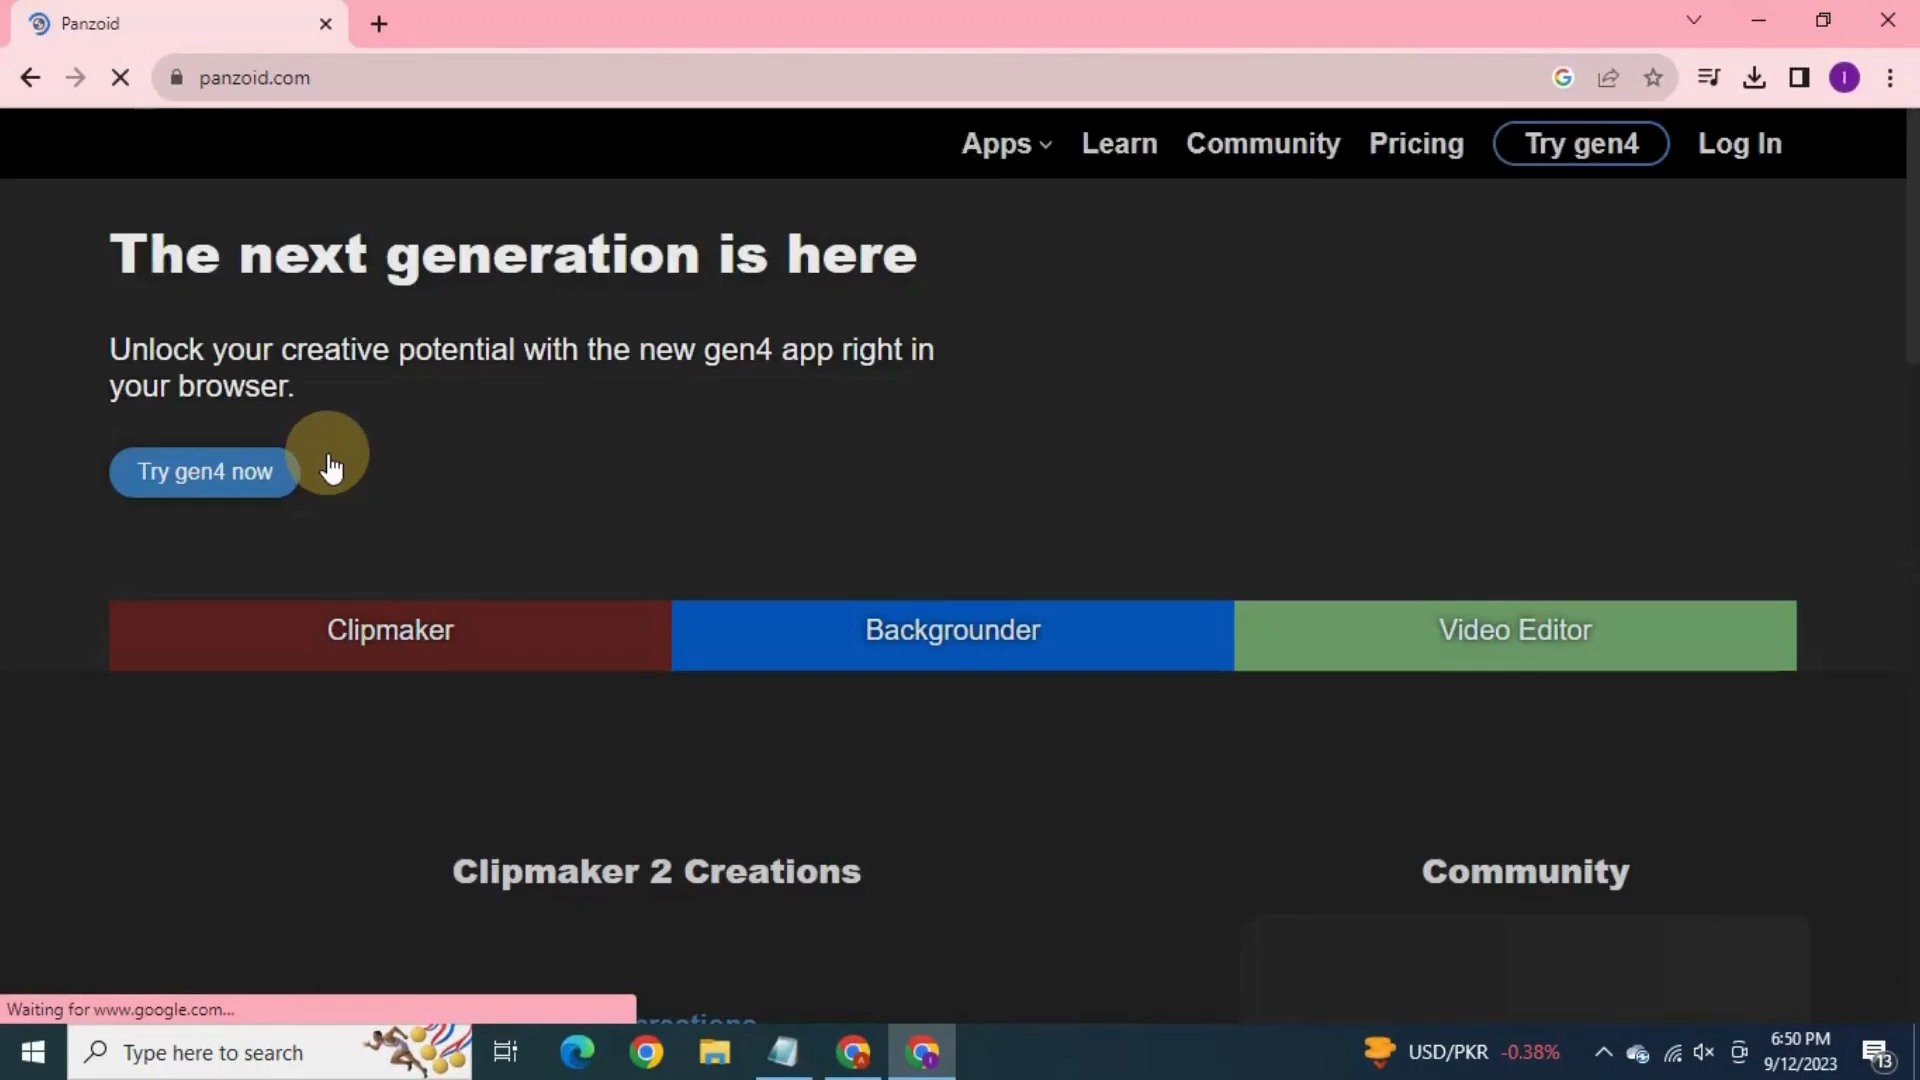 Panzoid
panzoid.com
Apps Learn Community Pricing Try gen4 Log In
The next generation is here
Unlock your creative potential with the new gen4 app right in
your browser.
Try gen4 now
Clipmaker Backgrounder Video Editor
Clipmaker 2 Creations Community
Waiting for www.google.com...
Type here to search
USD/PKR -0.38%
6:50 PM
9/12/2023
13
I